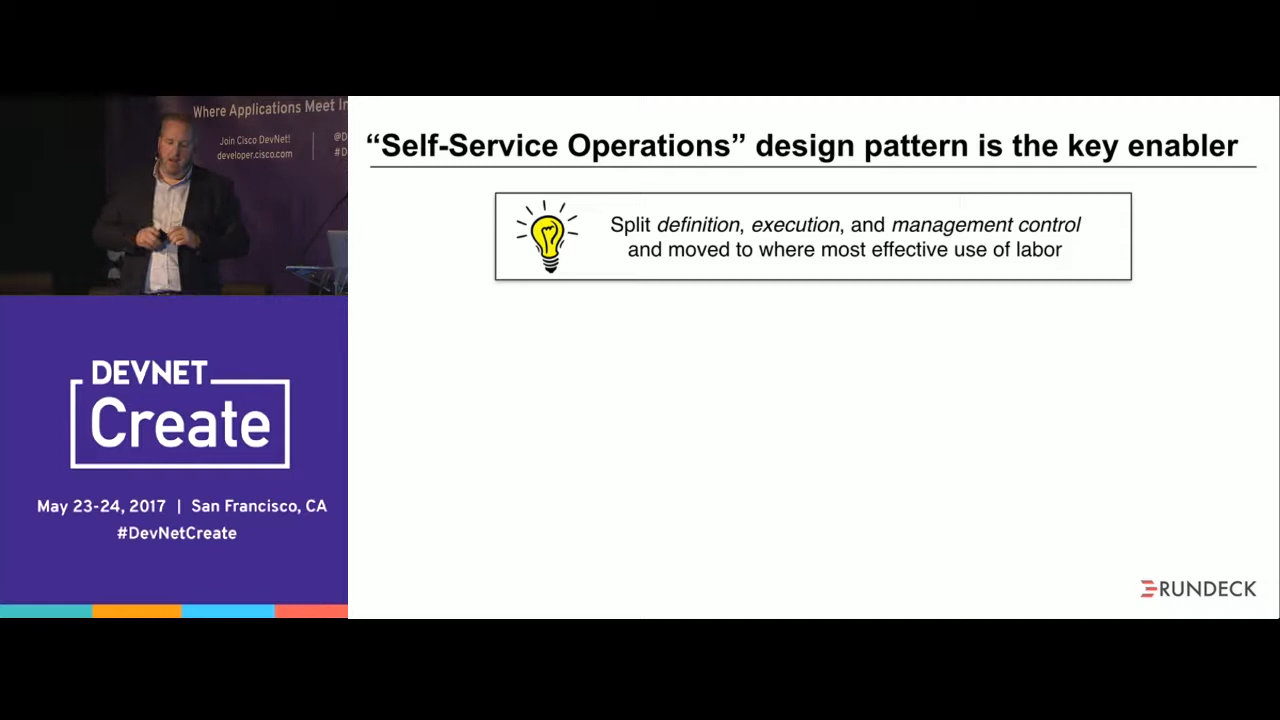 Where Applications Meet In
Join Cisco DevNet!
developer.cisco.com
@D
#D
DEVNET
Create
May 23-24, 2017 | San Francisco, CA
#DevNetCreate
“Self-Service Operations” design pattern is the key enabler
Split definition, execution, and management control
and moved to where most effective use of labor
RUNDECK